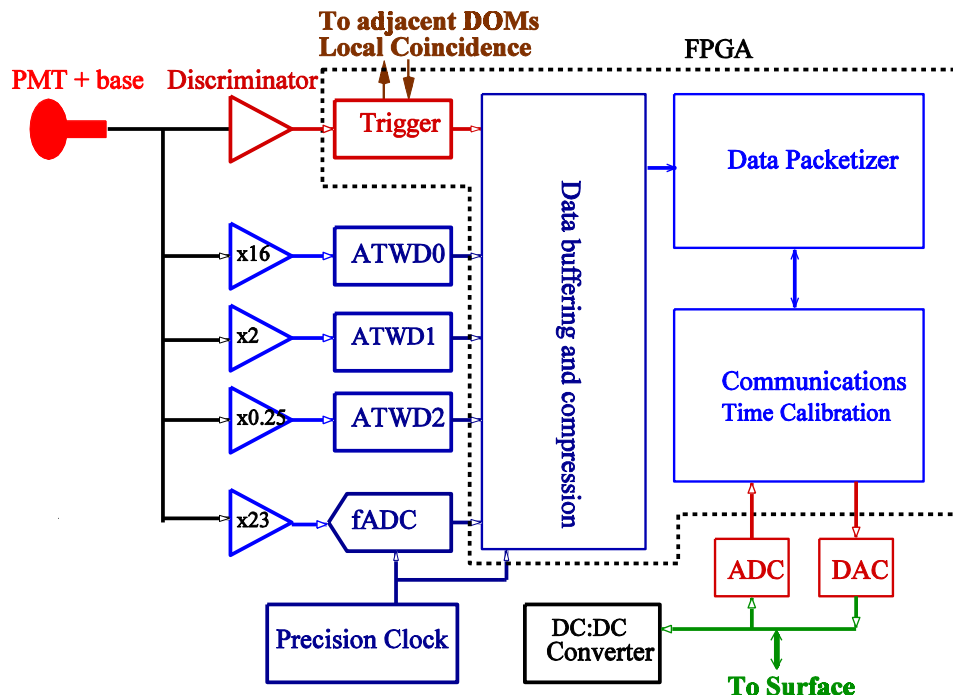 To adjacent DOMs
Local Coincidence
FPGA
PMT + base
Discriminator
Trigger
Data Packetizer
Data buffering and compression
x16
ATWD0
x2
ATWD1
Communications
Time Calibration
x0.25
ATWD2
x23
fADC
ADC
DAC
Precision Clock
DC:DC
Converter
To Surface